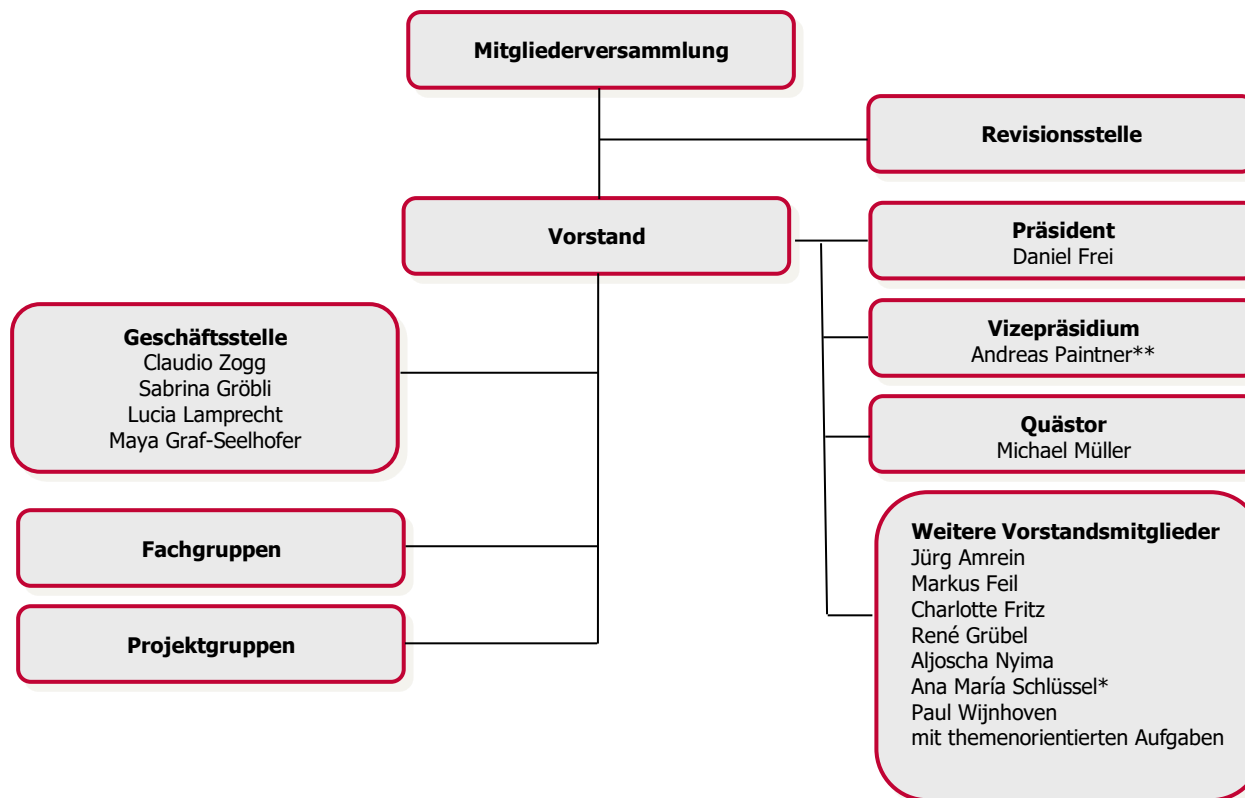 Mitgliederversammlung
Revisionsstelle
Vorstand
Präsident
Daniel Frei
Vizepräsidium
Andreas Paintner**
Quästor
Michael Müller
Weitere Vorstandsmitglieder
Jürg Amrein
Markus Feil
Charlotte Fritz
René Grübel
Aljoscha Nyima
Ana María Schlüssel*
Paul Wijnhoven
mit themenorientierten Aufgaben
Geschäftsstelle
Claudio Zogg
Sabrina Gröbli
Lucia Lamprecht
Maya Graf-Seelhofer
Fachgruppen
Projektgruppen